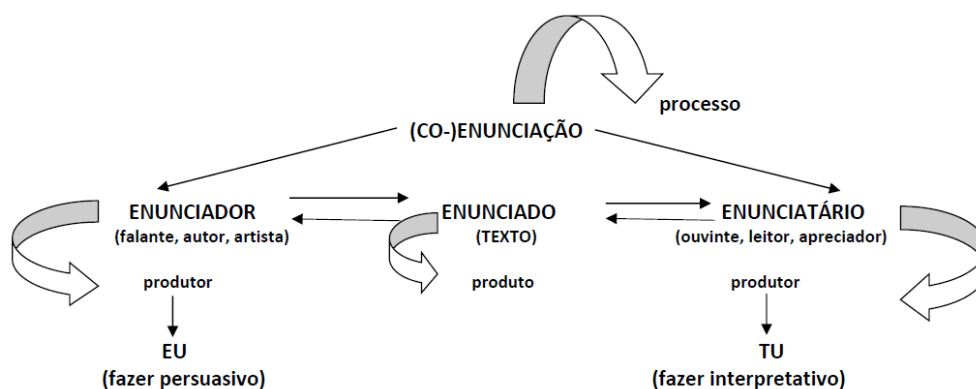 processo
(CO-)ENUNCIAÇÃO
ENUNCIADOR
(falante, autor, artista)
ENUNCIADO
(TEXTO)
ENUNCIATÁRIO
(ouvinte, leitor, apreciador)
produtor
produto
produtor
EU
(fazer persuasivo)
TU
(fazer interpretativo)